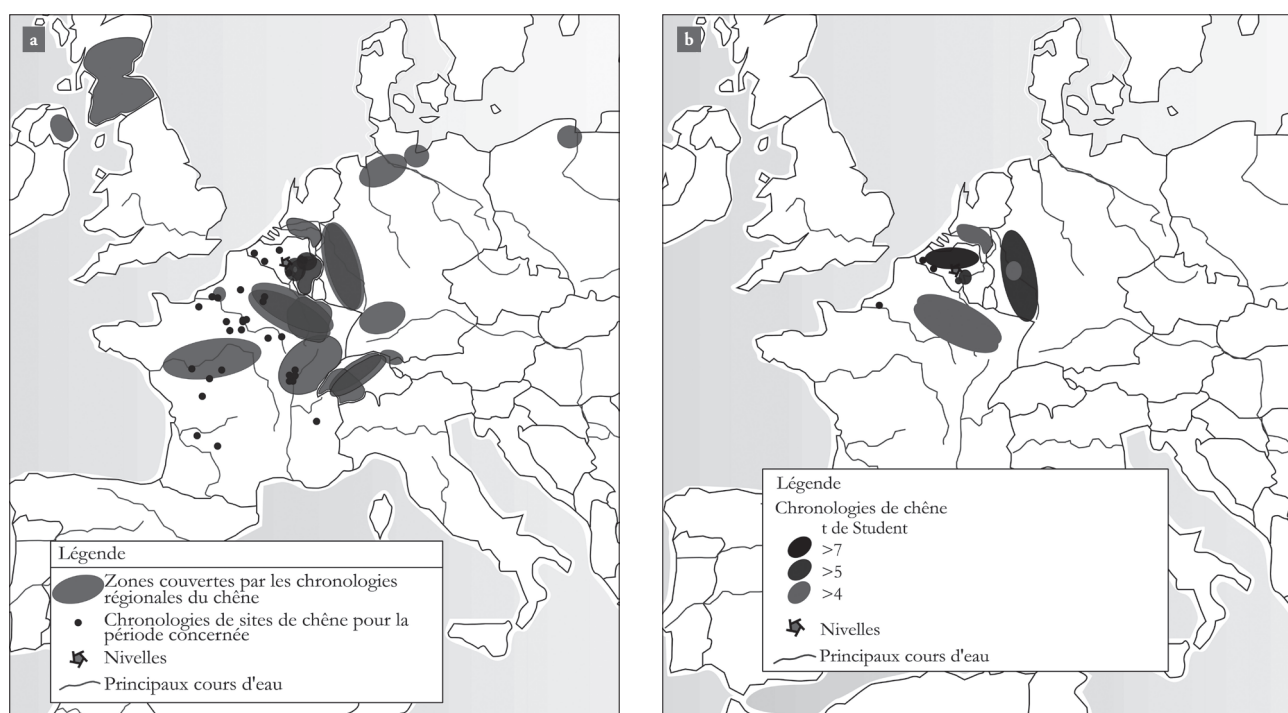 a
Légende
Zones couvertes par les chronologies
régionales du chêne
Chronologies de sites de chêne pour la
période concernée
Nivelles
Principaux cours d'eau
b
Légende
Chronologies de chêne
t de Student
>7
>5
>4
Nivelles
Principaux cours d'eau